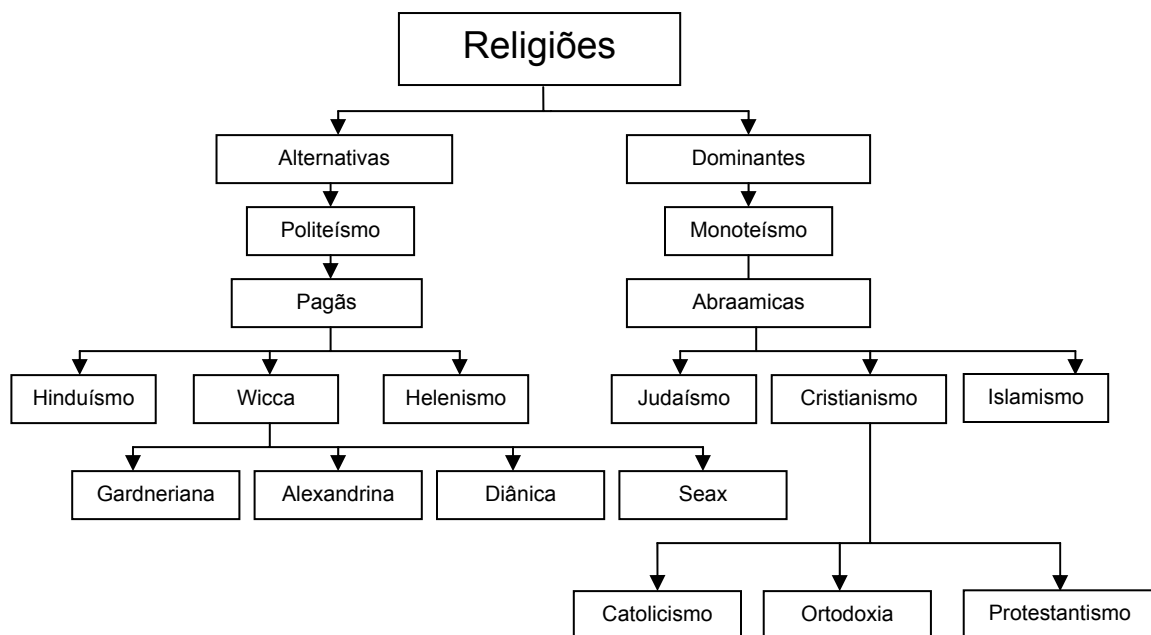 Religiões
Alternativas
Dominantes
Politeísmo
Monoteísmo
Pagãs
Abraamicas
Hinduísmo
Wicca
Helenismo
Judaísmo
Cristianismo
Islamismo
Gardneriana
Alexandrina
Diânica
Seax
Catolicismo
Ortodoxia
Protestantismo